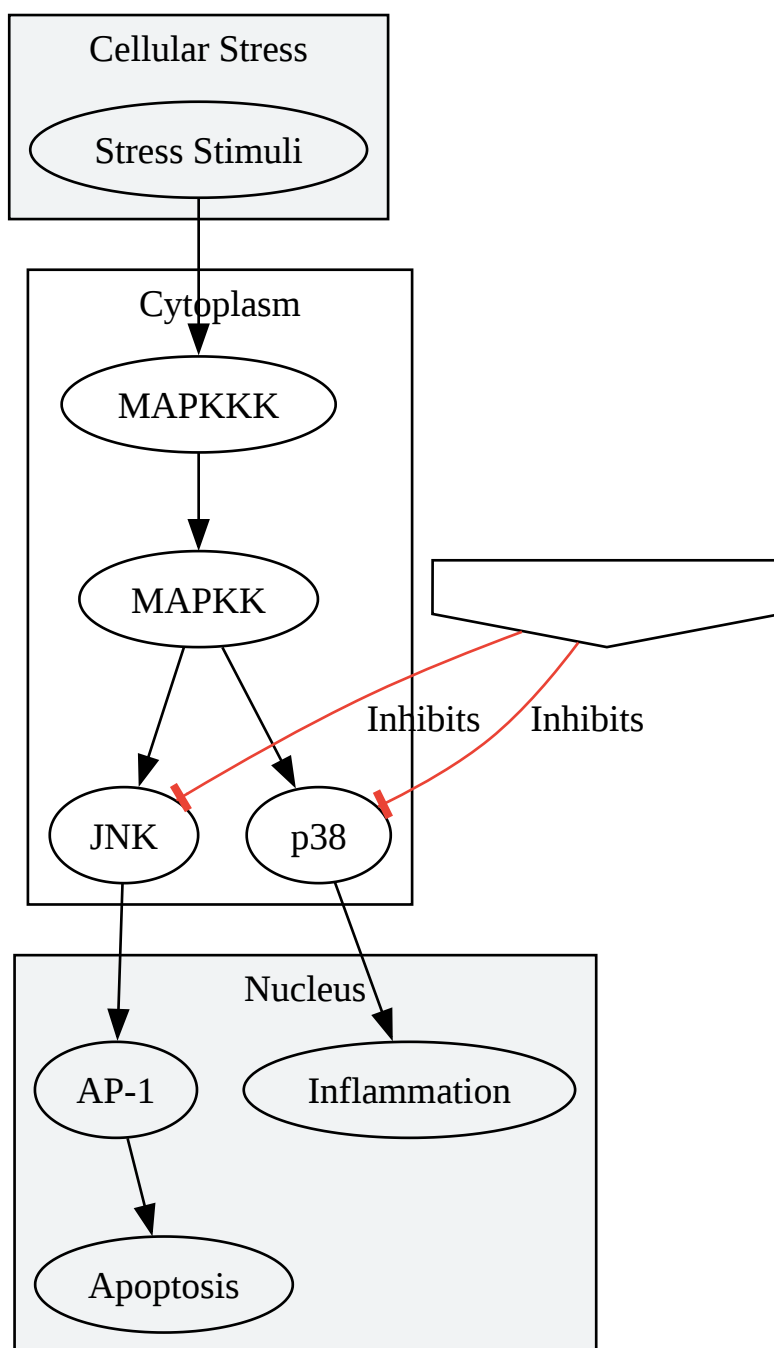 Cellular Stress
Stress Stimuli
Cytoplasm
MAPKKK
MAPKK
Inhibits
Inhibits
JNK
p38
Nucleus
AP-1
Inflammation
Apoptosis